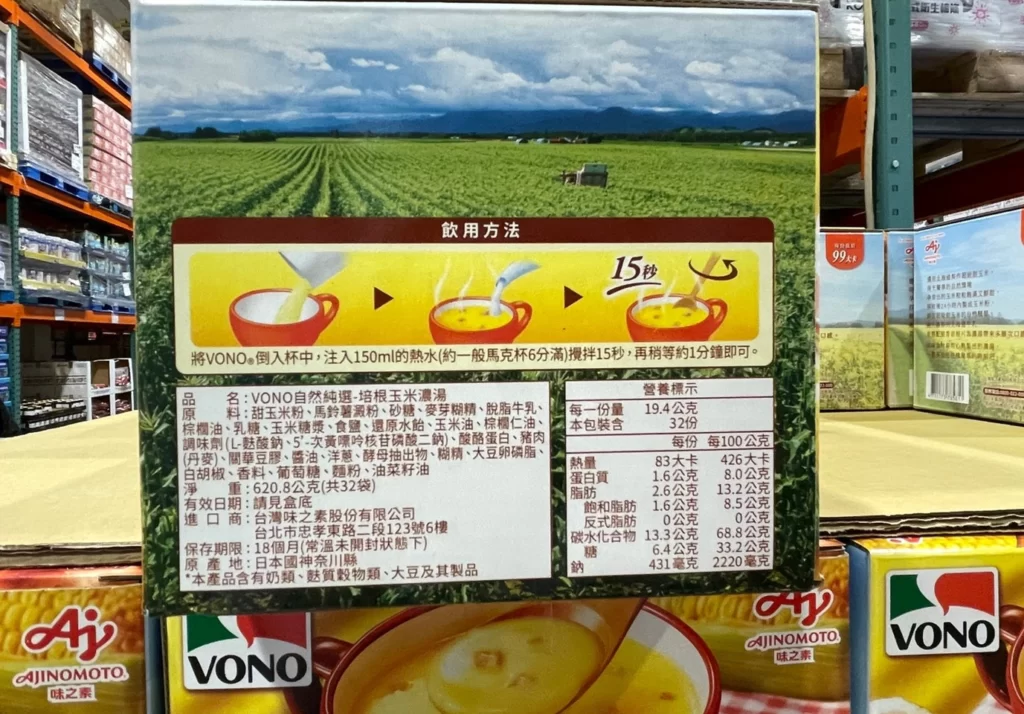 飲用方法
15秒
將VONO®倒入杯中，注入150ml的熱水(約一般馬克杯6分滿)攪拌15秒，再稍等約1分鐘即可。
品　　名：VONO自然純選-培根玉米濃湯
原　　料：甜玉米粉、馬鈴薯澱粉、砂糖、麥芽糊精、脫脂牛乳、
棕櫚油、乳糖、玉米糖漿、食鹽、還原水飴、玉米油、棕櫚仁油、
調味劑(L-麩酸鈉、5'-次黃嘌呤核苷磷酸二鈉)、酸酪蛋白、豬肉
(丹麥)、關華豆膠、醬油、洋蔥、酵母抽出物、糊精、大豆卵磷脂、
白胡椒、香料、葡萄糖、麵粉、油菜籽油
淨　　重：620.8公克(共32袋)
有效日期：請見盒底
進 口 商：台灣味之素股份有限公司
台北市忠孝東路二段123號6樓
保存期限：18個月(常溫未開封狀態下)
原 產 地：日本國神奈川縣
*本產品含有奶類、麩質穀物類、大豆及其製品
營養標示
每一份量 19.4公克
本包裝含 32份
每份 每100公克
熱量 83大卡 426大卡
蛋白質 1.6公克 8.0公克
脂肪 2.6公克 13.2公克
飽和脂肪 1.6公克 8.5公克
反式脂肪 0公克 0公克
碳水化合物 13.3公克 68.8公克
糖 6.4公克 33.2公克
鈉 431毫克 2220毫克
99大卡
Aj
AJINOMOTO®
味之素
VONO
Aj
AJINOMOTO®
味之素
VONO